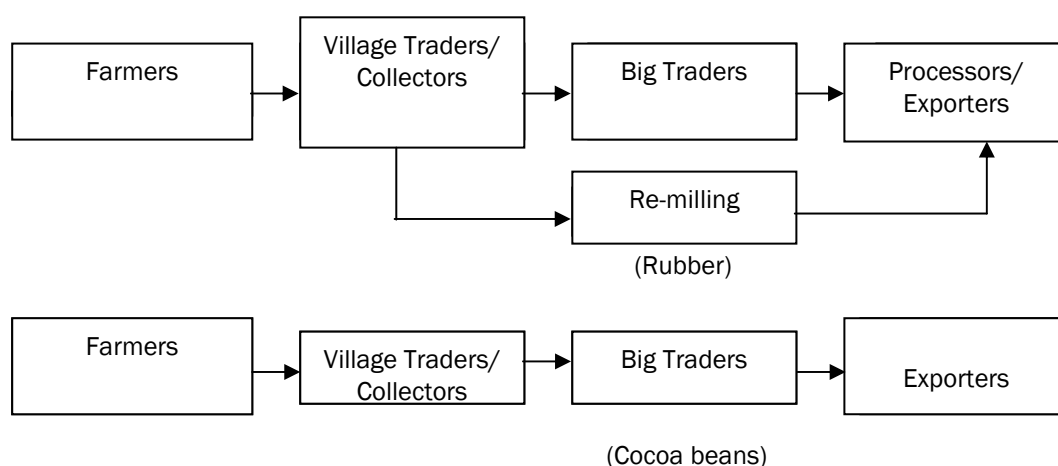 Farmers
Village Traders/
Collectors
Big Traders
Processors/
Exporters
Re-milling
(Rubber)
Farmers
Village Traders/
Collectors
Big Traders
Exporters
(Cocoa beans)